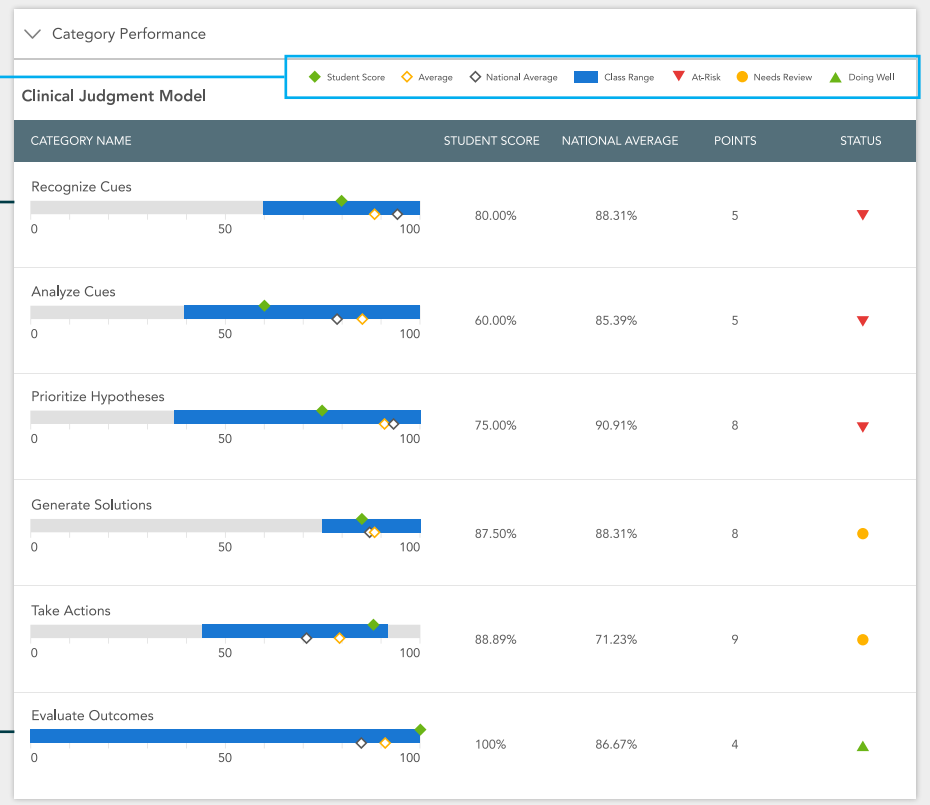 Category Performance
Student Score Average National Average Class Range At-Risk Needs Review Doing Well
Clinical Judgment Model
CATEGORY NAME STUDENT SCORE NATIONAL AVERAGE POINTS STATUS
Recognize Cues
80.00% 88.31% 5
0 50 100
Analyze Cues
60.00% 85.39% 5
0 50 100
Prioritize Hypotheses
75.00% 90.91% 8
0 50 100
Generate Solutions
87.50% 88.31% 8
0 50 100
Take Actions
88.89% 71.23% 9
0 50 100
Evaluate Outcomes
100% 86.67% 4
0 50 100